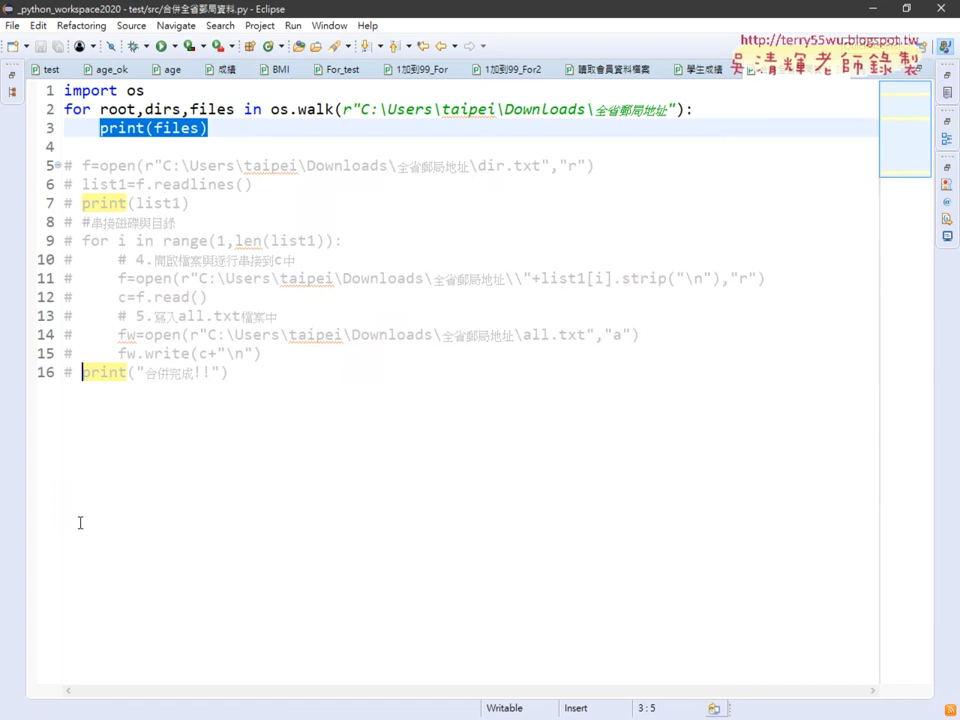 _python_workspace2020 - test/src/合併全省郵局資料.py - Eclipse
File Edit Refactoring Source Navigate Search Project Run Window Help
http://terry55wu.blogspot.tw
吳清輝老師錄製
test age_ok age 成績 BMI For_test 1加到99_For 1加到99_For2 讀取會員資料檔案 學生成績
1 import os
2 for root,dirs,files in os.walk(r"C:\Users\taipei\Downloads\全省郵局地址"):
3     print(files)
4
5 # f=open(r"C:\Users\taipei\Downloads\全省郵局地址\dir.txt","r")
6 # list1=f.readlines()
7 # print(list1)
8 # #串接磁碟與目錄
9 # for i in range(1,len(list1)):
10 #     # 4.開啟檔案與逐行串接到c中
11 #     f=open(r"C:\Users\taipei\Downloads\全省郵局地址\\"+list1[i].strip("\n"),"r")
12 #     c=f.read()
13 #     # 5.寫入all.txt檔案中
14 #     fw=open(r"C:\Users\taipei\Downloads\全省郵局地址\all.txt","a")
15 #     fw.write(c+"\n")
16 # print("合併完成!!")
Writable Insert 3:5